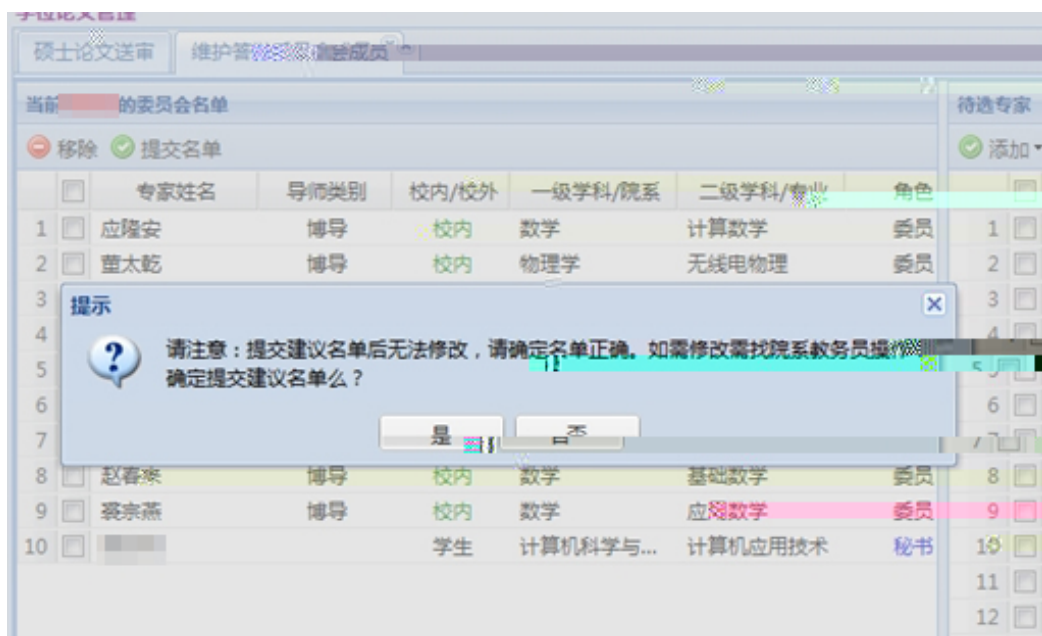 学位论文管理
硕士论文送审 维护答 会成员
当前 的委员会名单 待选专家
移除 提交名单 添加
专家姓名 导师类别 校内/校外 一级学科/院系 二级学科/专业 角色
1 应隆安 博导 校内 数学 计算数学 委员 1
2 董太乾 博导 校内 物理学 无线电物理 委员 2
3 3
提示
4 4
请注意：提交建议名单后无法修改，请确定名单正确。如需修改需找院系教务员操作
5 5
确定提交建议名单么？
6 6
是 否
7 7
8 赵春来 博导 校内 数学 基础数学 委员 8
9 裘宗燕 博导 校内 数学 应用数学 委员 9
10 学生 计算机科学与... 计算机应用技术 秘书 10
11
12